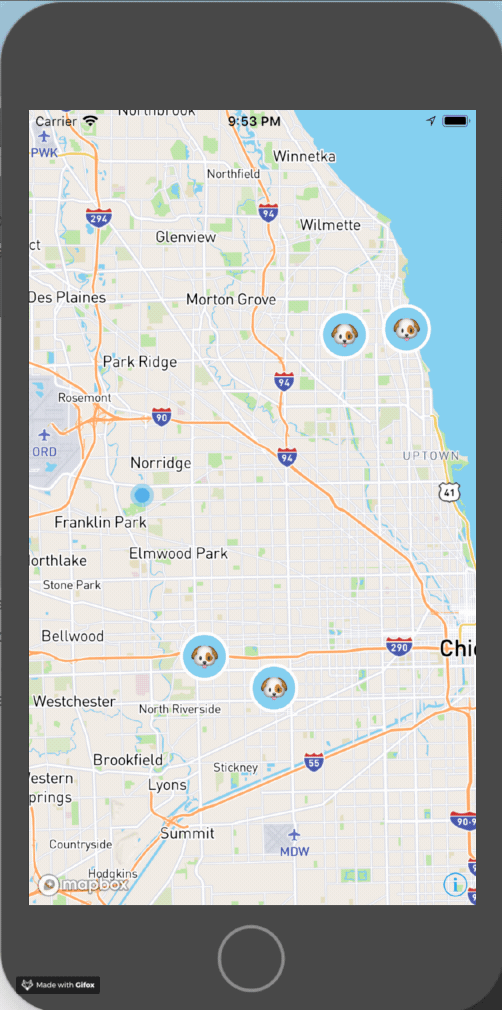 Northbrook
Carrier 9:53 PM
PWK
Winnetka
Northfield
294
94
Wilmette
Glenview
ct
Des Plaines
Morton Grove
Park Ridge
94
Rosemont
90
ORD
94
UPTOWN
Norridge
41
Franklin Park
Elmwood Park
orthlake
Stone Park
Bellwood
290
Chic
Westchester
North Riverside
Brookfield
Stickney
55
Western
prings
Lyons
Summit
90-9
MDW
Countryside
Hodgkins
mapbox
i
Made with Gifox